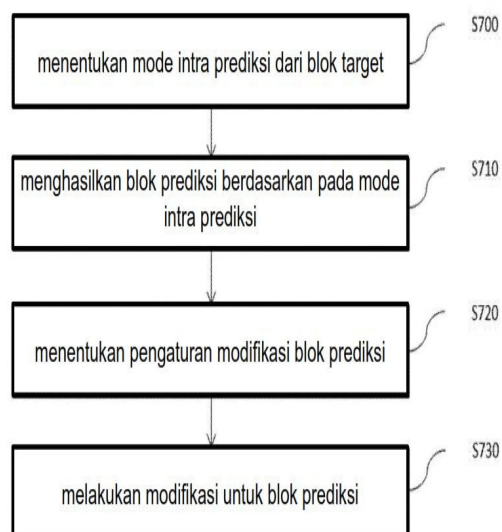 S700
menentukan mode intra prediksi dari blok target
S710
menghasilkan blok prediksi berdasarkan pada mode
intra prediksi
S720
menentukan pengaturan modifikasi blok prediksi
S730
melakukan modifikasi untuk blok prediksi